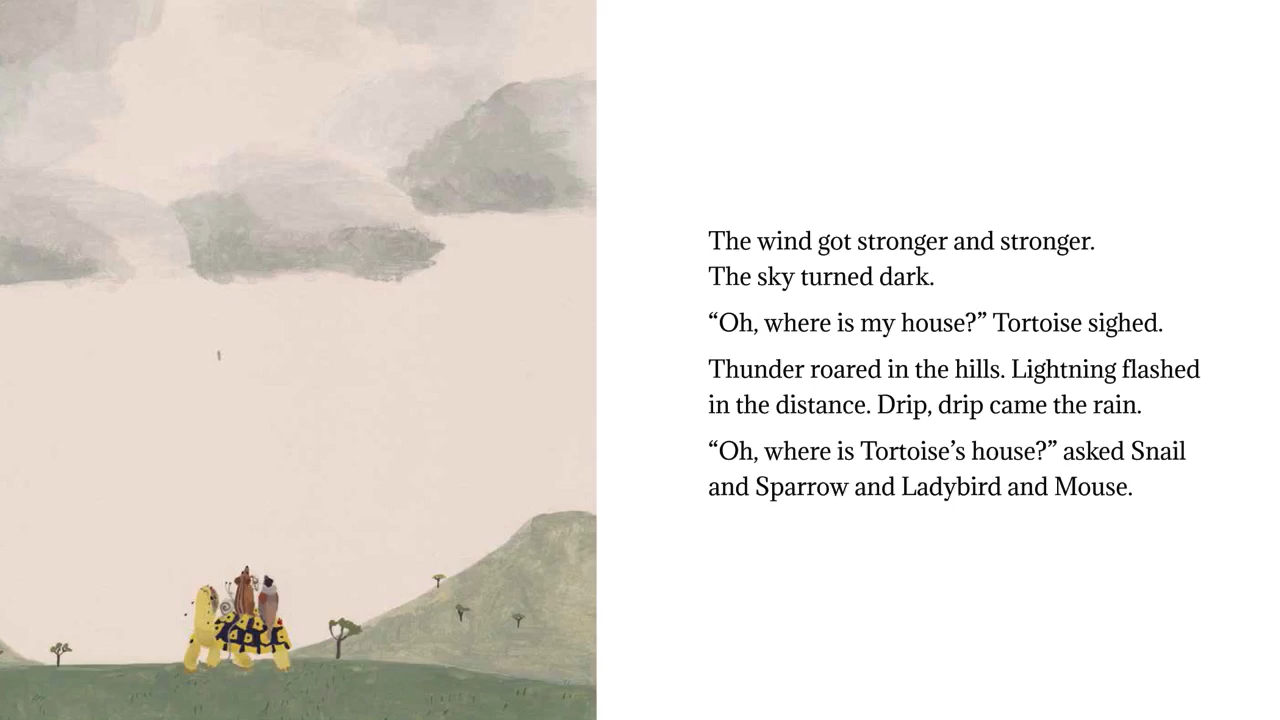 The wind got stronger and stronger.
The sky turned dark.
“Oh, where is my house?” Tortoise sighed.
Thunder roared in the hills. Lightning flashed
in the distance. Drip, drip came the rain.
“Oh, where is Tortoise’s house?” asked Snail
and Sparrow and Ladybird and Mouse.